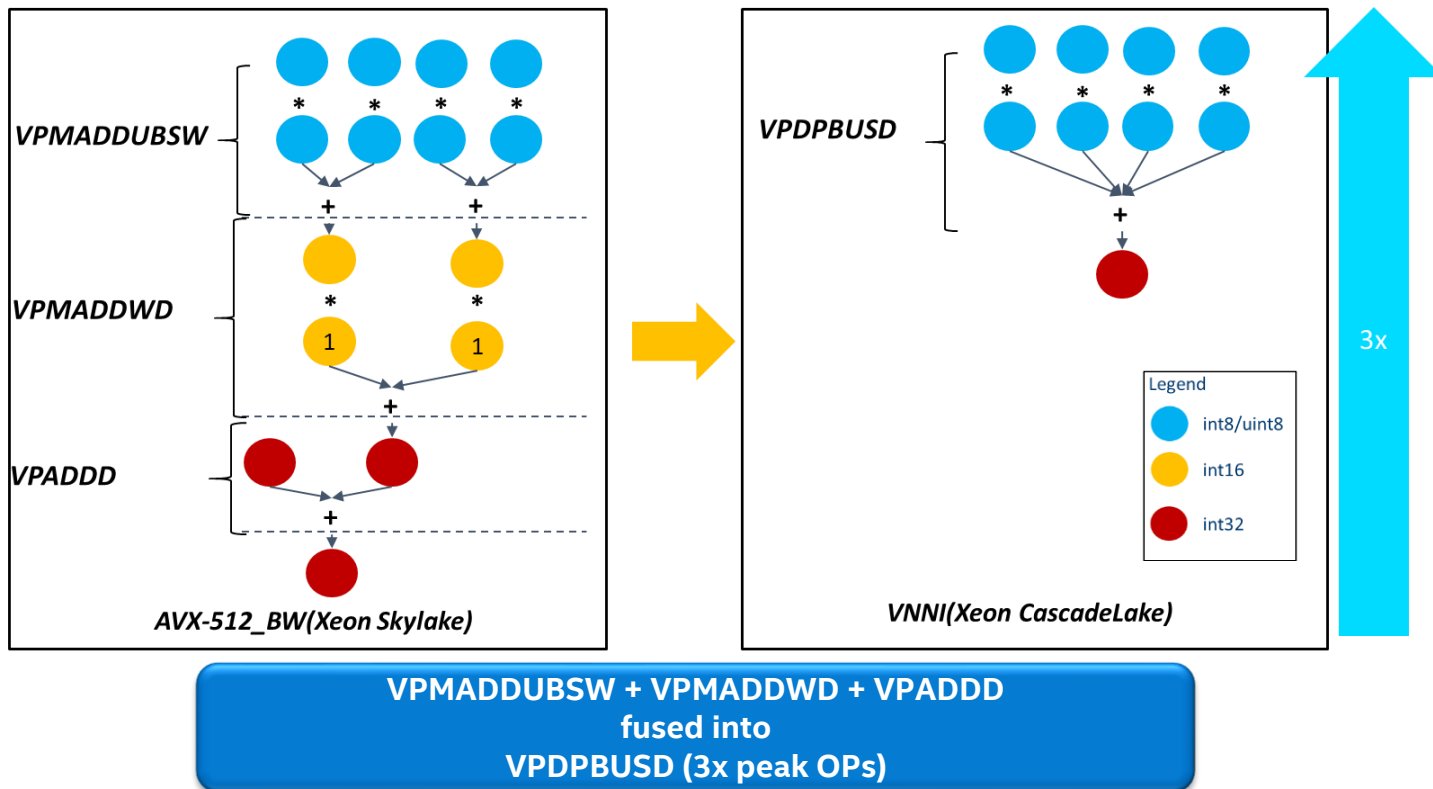 VPMADDUBSW
* * * *
+ +
VPMADDWD
* *
1 1
+
VPADDD
+
AVX-512_BW(Xeon Skylake)
VPDPBUSD
* * * *
+
Legend
int8/uint8
int16
int32
VNNI(Xeon CascadeLake)
3x
VPMADDUBSW + VPMADDWD + VPADDD
fused into
VPDPBUSD (3x peak OPs)